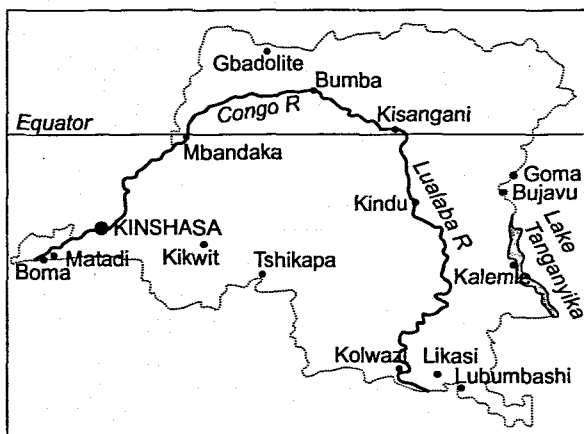 Gbadolite
Bumba
Congo R
Kisangani
Equator
Mbandaka
Goma
Bujavu
Lualaba R
Kindu
Lake
Tanganyika
KINSHASA
Kikwit
Matadi
Boma
Tshikapa
Kalemie
Kolwazi
Likasi
Lubumbashi